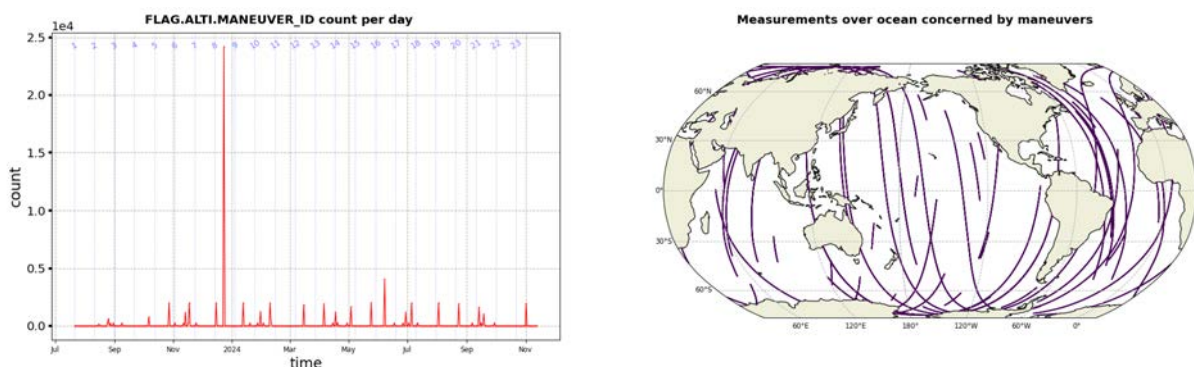 FLAG.ALTI.MANEUVER_ID count per day
1e4
1 2 3 4 5 6 7 8 9 10 11 12 13 14 15 16 17 18 19 20 21 22 23
2.5
2.0
1.5
1.0
0.5
0.0
count
Jul Sep Nov 2024 Mar May Jul Sep Nov
time
Measurements over ocean concerned by maneuvers
60°N
30°N
0°
30°S
60°S
60°E 120°E 180° 120°W 60°W 0°